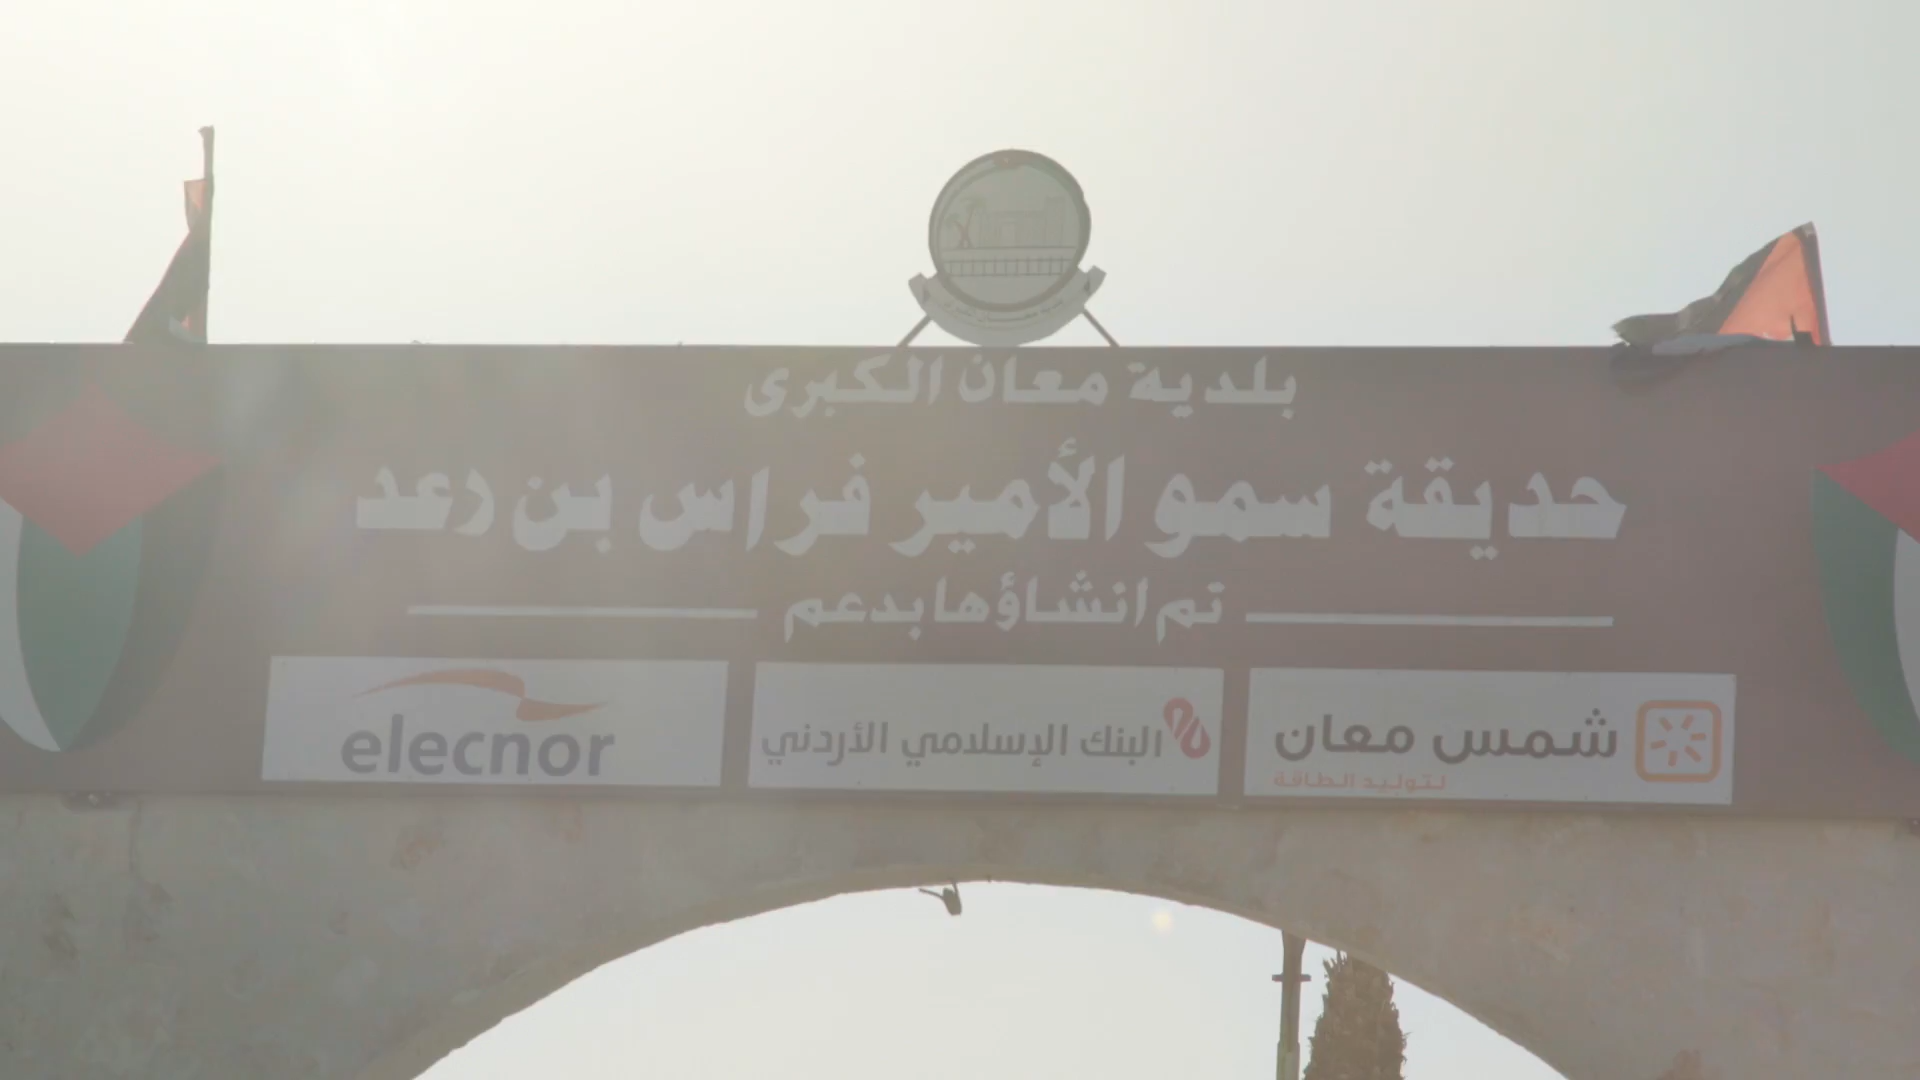 بلدية معان الكبرى
حديقة سمو الأمير فراس بن رعد
تم انشاؤها بدعم
شمس معان
لتوليد الطاقة
البنك الإسلامي الأردني
elecnor